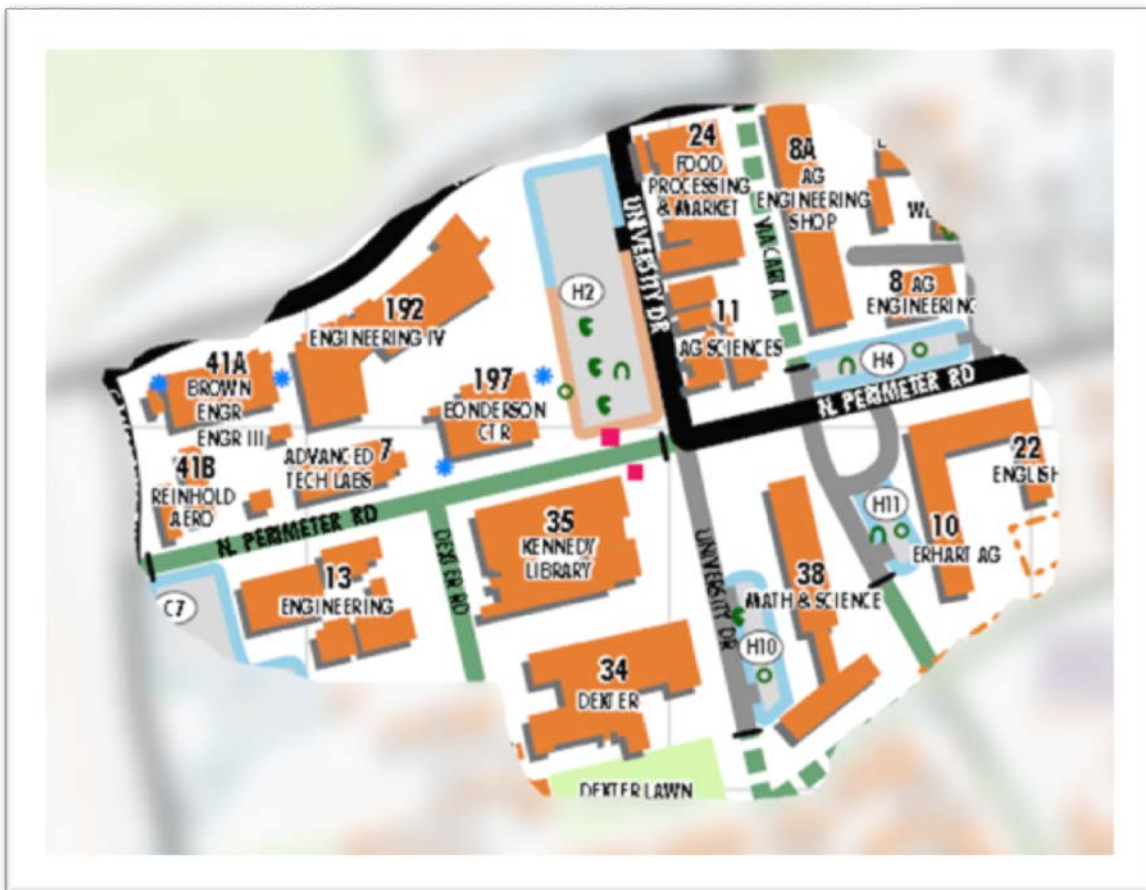 24
FOOD
PROCESSING
& MARKET
8A
AG
ENGINEERING
SHOP
UNIVERSITY DR
VIA CARTA
H2
8 AG
ENGINEERING
192
ENGINEERING IV
11
AG SCIENCES
H4
N. PERIMETER RD
41A
BROWN
ENGR
ENGR III
197
BONDERSON
CTR
41B
REINHOLD
AERO
ADVANCED 7
TECH LABS
22
ENGLISH
H11
10
ERHART AG
N. PERIMETER RD
35
KENNEDY
LIBRARY
DEXTER RD
UNIVERSITY DR
38
MATH & SCIENCE
13
ENGINEERING
C7
H10
34
DEXTER
DEXTER LAWN